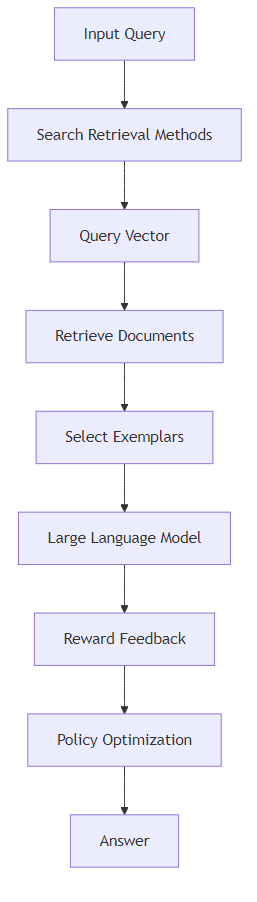 Input Query
Search Retrieval Methods
Query Vector
Retrieve Documents
Select Exemplars
Large Language Model
Reward Feedback
Policy Optimization
Answer